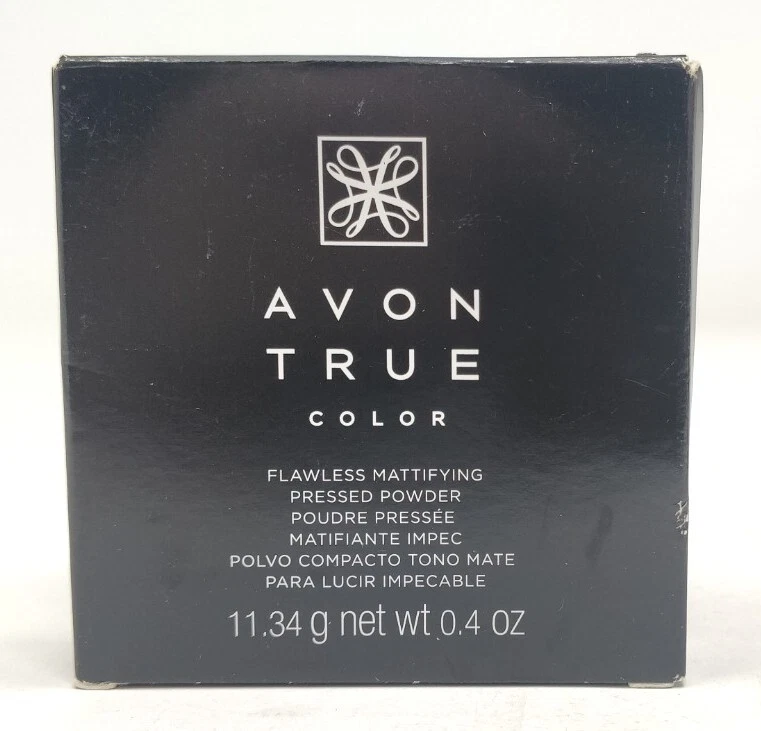 AVON
TRUE
COLOR
FLAWLESS MATTIFYING
PRESSED POWDER
POUDRE PRESSÉE
MATIFIANTE IMPEC
POLVO COMPACTO TONO MATE
PARA LUCIR IMPECABLE
11.34 g net wt 0.4 oz